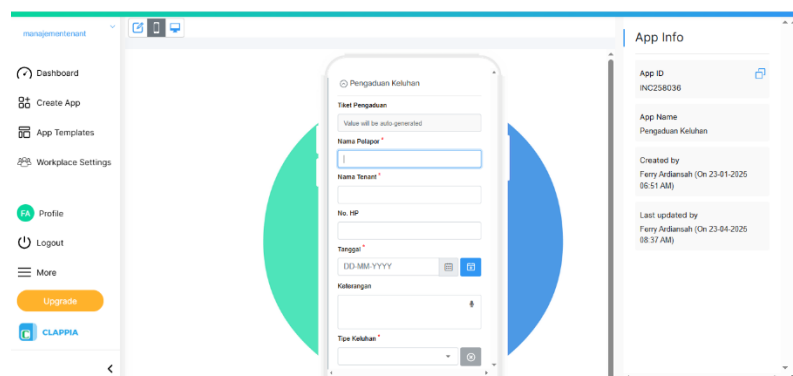 manajementenant
Dashboard
Create App
App Templates
Workplace Settings
FA Profile
Logout
More
Upgrade
CLAPPIA
Pengaduan Keluhan
Tiket Pengaduan
Value will be auto generated
Nama Pelapor *
Nama Tenant *
No. HP
Tanggal *
DD-MM-YYYY
Keterangan
Tipe Keluhan *
App Info
App ID
INC258036
App Name
Pengaduan Keluhan
Created by
Ferry Ardiansah (On 23-01-2025
06:51 AM)
Last updated by
Ferry Ardiansah (On 23-04-2025
08:37 AM)